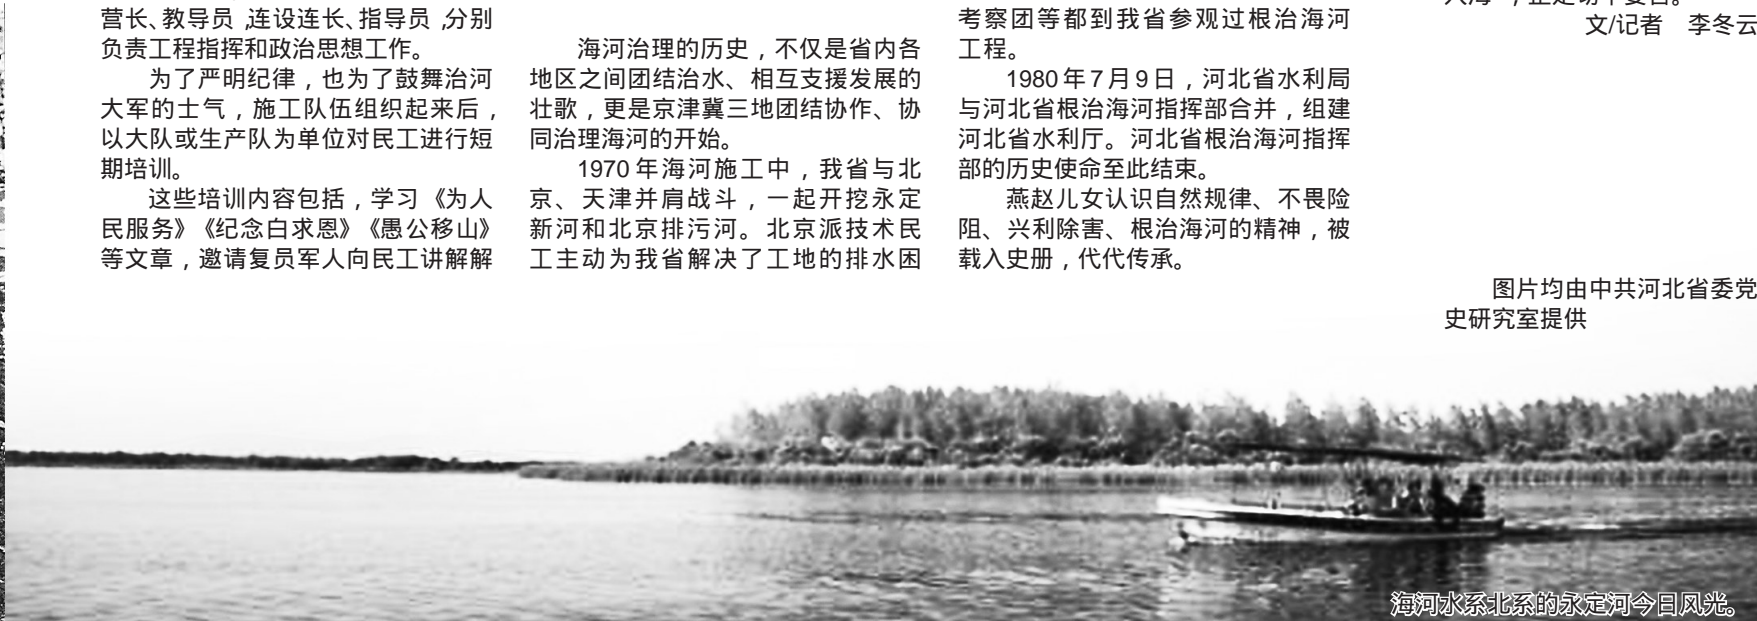 营长、教导员,连设连长、指导员,分别
负责工程指挥和政治思想工作。
为了严明纪律，也为了鼓舞治河
大军的士气，施工队伍组织起来后，
以大队或生产队为单位对民工进行短
期培训。
这些培训内容包括，学习《为人
民服务》《纪念白求恩》《愚公移山》
等文章，邀请复员军人向民工讲解解
海河治理的历史，不仅是省内各
地区之间团结治水、相互支援发展的
壮歌，更是京津冀三地团结协作、协
同治理海河的开始。
1970年海河施工中，我省与北
京、天津并肩战斗，一起开挖永定
新河和北京排污河。北京派技术民
工主动为我省解决了工地的排水困
考察团等都到我省参观过根治海河
工程。
1980年7月9日，河北省水利局
与河北省根治海河指挥部合并，组建
河北省水利厅。河北省根治海河指挥
部的历史使命至此结束。
燕赵儿女认识自然规律、不畏险
阻、兴利除害、根治海河的精神，被
载入史册，代代传承。
文/记者 李冬云
图片均由中共河北省委党
史研究室提供
海河水系北系的永定河今日风光。